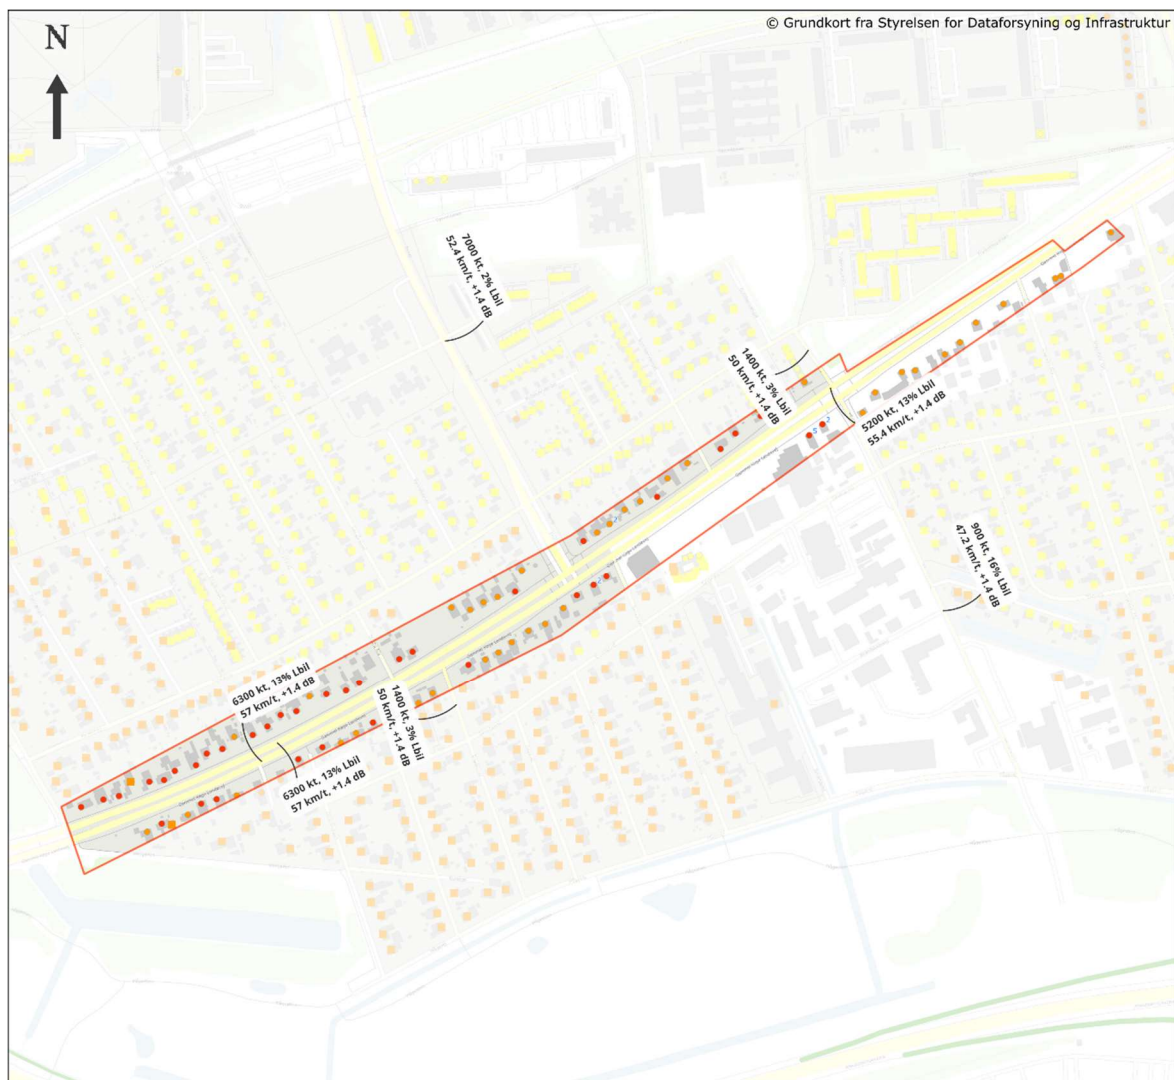 © Grundkort fra Styrelsen for Dataforsyning og Infrastruktur
N
7000 kt, 2% Lbil
52.4 km/t, +1.4 dB
1400 kt, 3% Lbil
50 km/t, +1.4 dB
5200 kt, 13% Lbil
55.4 km/t, +1.4 dB
900 kt, 16% Lbil
47.2 km/t, +1.4 dB
6300 kt, 13% Lbil
57 km/t, +1.4 dB
1400 kt, 3% Lbil
50 km/t, +1.4 dB
6300 kt, 13% Lbil
57 km/t, +1.4 dB